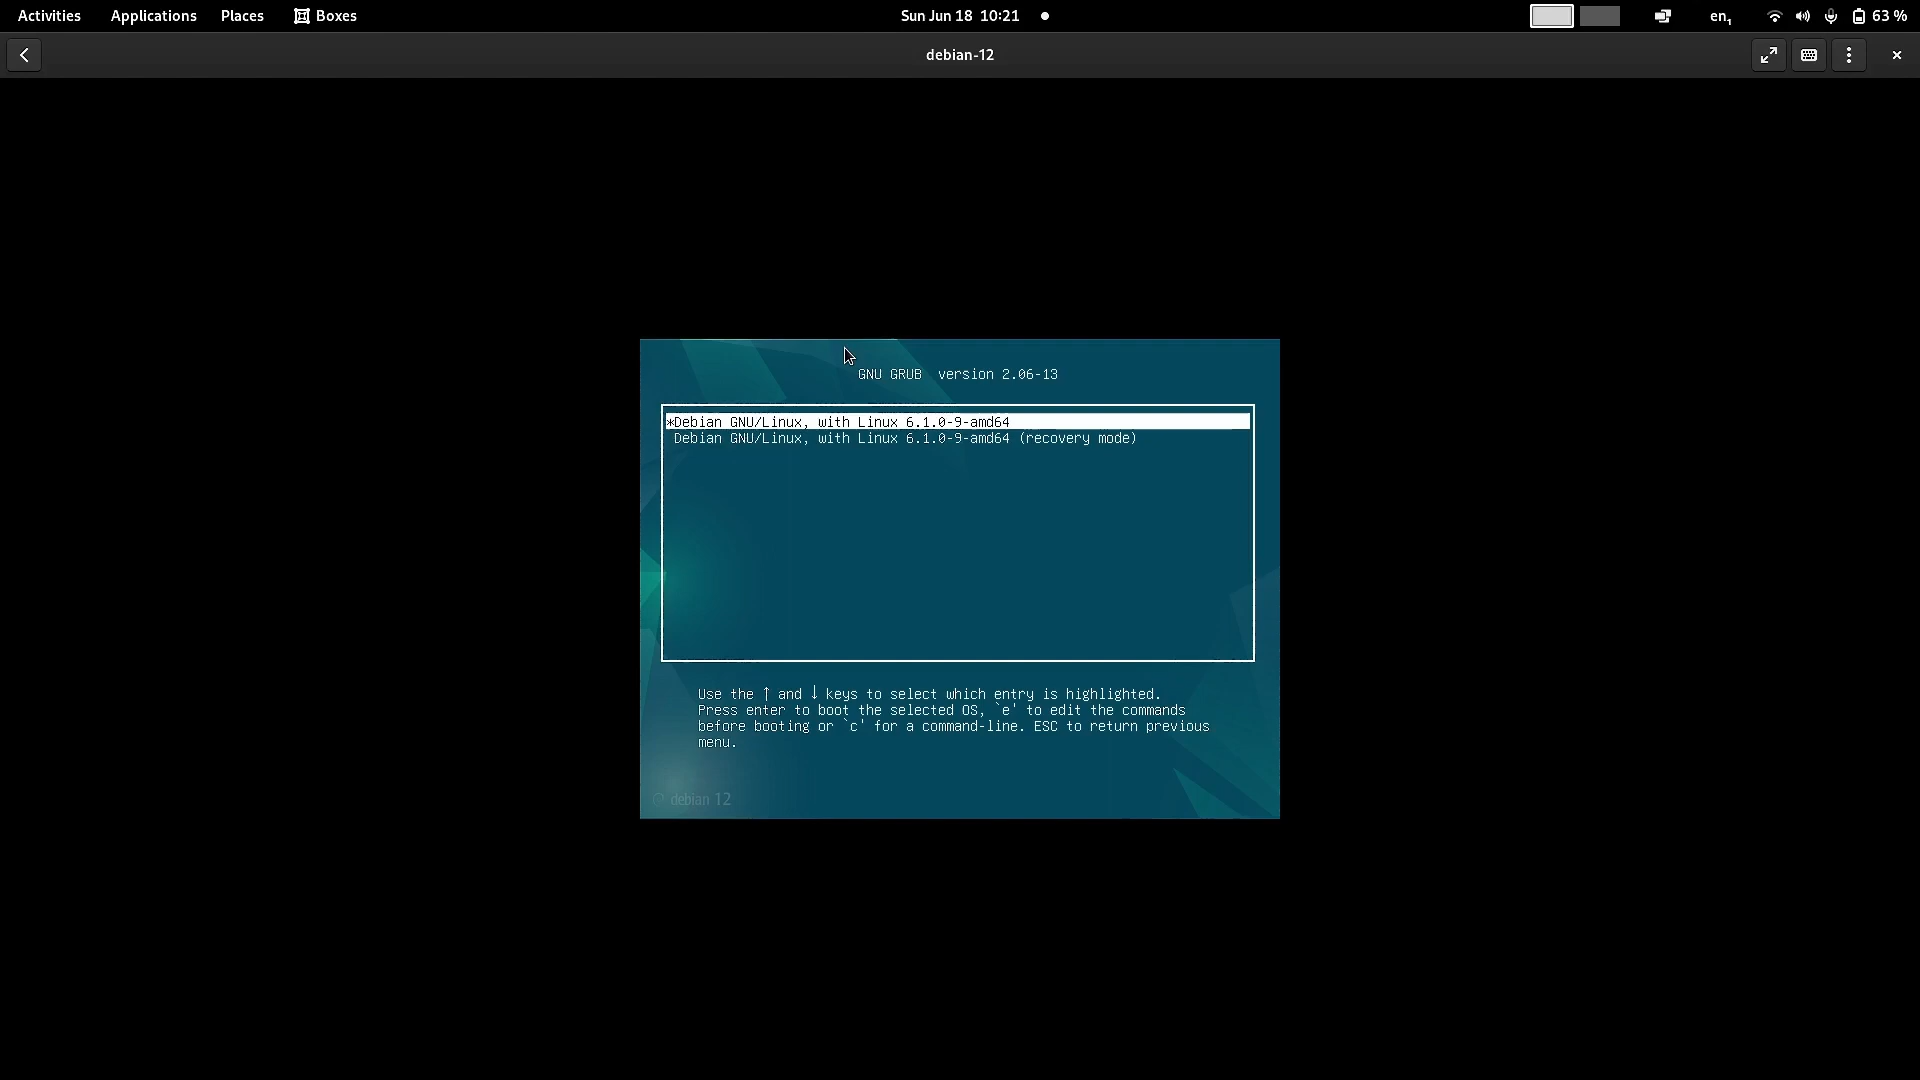 Activities Applications Places Boxes Sun Jun 18 10:21 en₁ 63 %
debian-12
GNU GRUB version 2.06-13
*Debian GNU/Linux, with Linux 6.1.0-9-amd64
Debian GNU/Linux, with Linux 6.1.0-9-amd64 (recovery mode)
Use the ↑ and ↓ keys to select which entry is highlighted.
Press enter to boot the selected OS, `e' to edit the commands
before booting or `c' for a command-line. ESC to return previous
menu.
debian 12